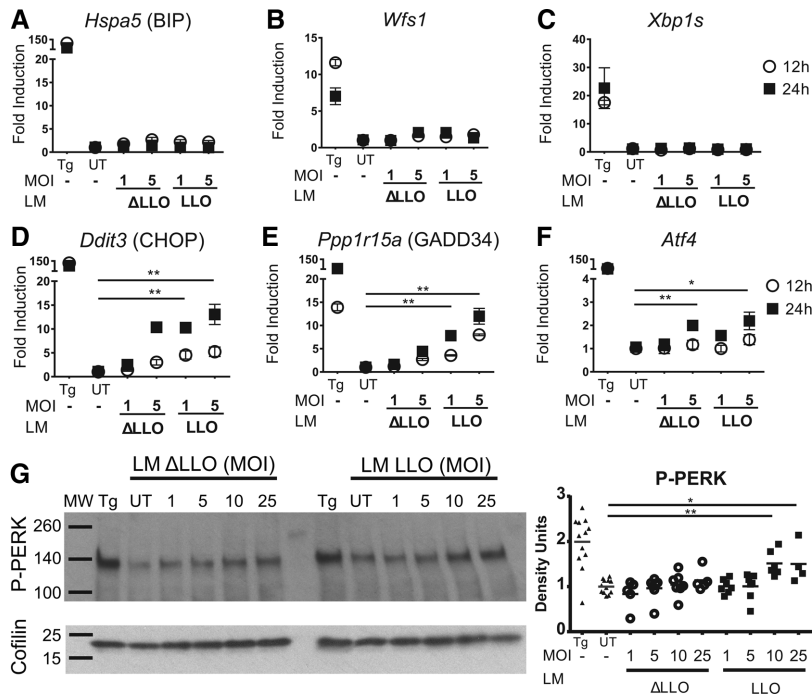 A Hspa5 (BIP)
B Wfs1
C Xbp1s
Fold Induction
150
1
20
15
10
5
0
Fold Induction
15
10
5
0
Fold Induction
40
30
20
10
0
12h
24h
Tg UT
MOI - - 1 5 1 5
LM ΔLLO LLO
Tg UT
- - 1 5 1 5
ΔLLO LLO
Tg UT
- - 1 5 1 5
ΔLLO LLO
D Ddit3 (CHOP)
E Ppp1r15a (GADD34)
F Atf4
Fold Induction
150
1
20
15
10
5
0
**
**
Fold Induction
150
1
20
15
10
5
0
**
**
Fold Induction
150
1
4
3
2
1
0
*
**
12h
24h
Tg UT
MOI - - 1 5 1 5
LM ΔLLO LLO
Tg UT
MOI - - 1 5 1 5
LM ΔLLO LLO
Tg UT
MOI - - 1 5 1 5
LM ΔLLO LLO
G
LM ΔLLO (MOI) LM LLO (MOI)
MW Tg UT 1 5 10 25 Tg UT 1 5 10 25
P-PERK
260
140
100
Cofilin
25
15
P-PERK
Density Units
3
2
1
0
*
**
Tg UT
MOI - - 1 5 10 25 1 5 10 25
LM ΔLLO LLO